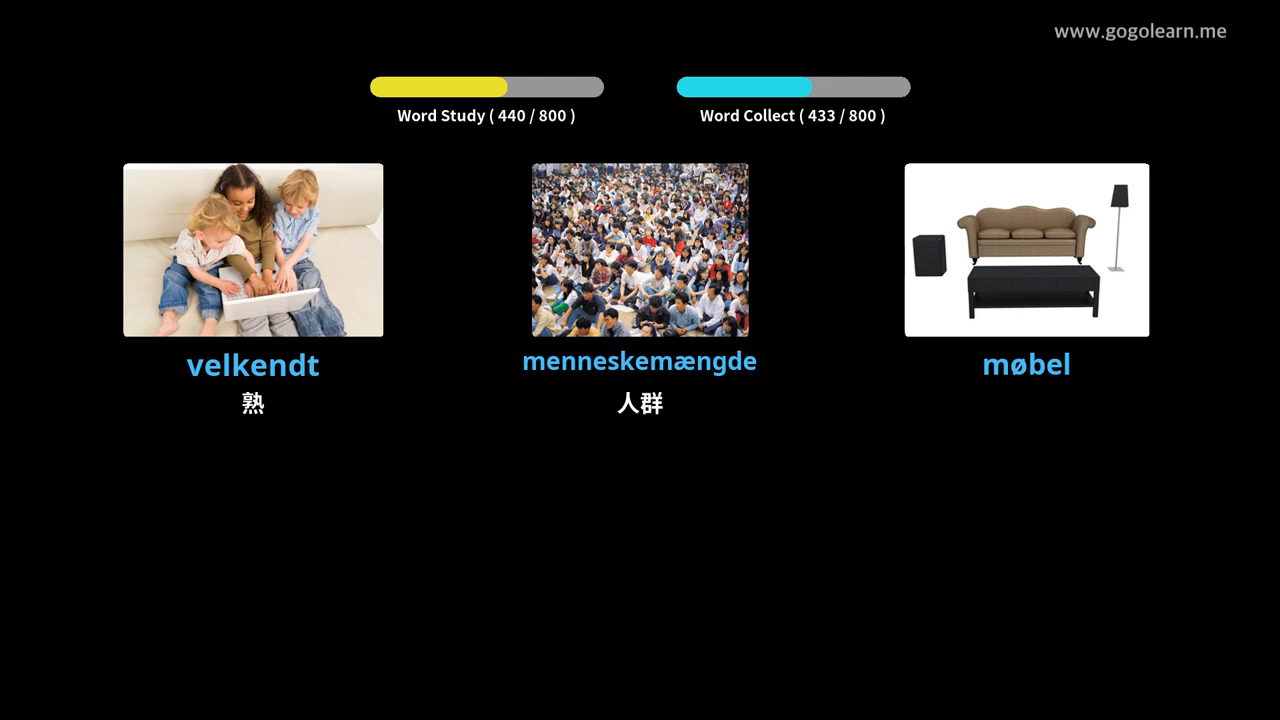 www.gogolearn.me
Word Study ( 440 / 800 )
Word Collect ( 433 / 800 )
velkendt
熟
menneskemængde
人群
møbel